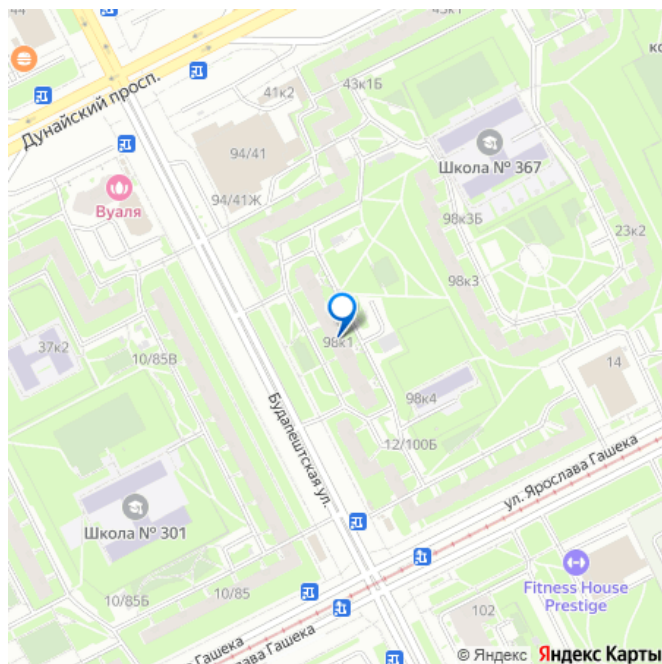 44
43к1
Дунайский просп.
41к2
43к1Б
94/41
Школа № 367
94/41Ж
Вуаля
98к3Б
23к2
98к3
37к2
10/85В
98к1
14
98к4
Будапештская ул.
12/100Б
ул. Ярослава Гашека
Школа № 301
10/85Б
10/85
Fitness House
Prestige
102
Гашека
Ярослава Гашека
© Яндекс Яндекс Карты